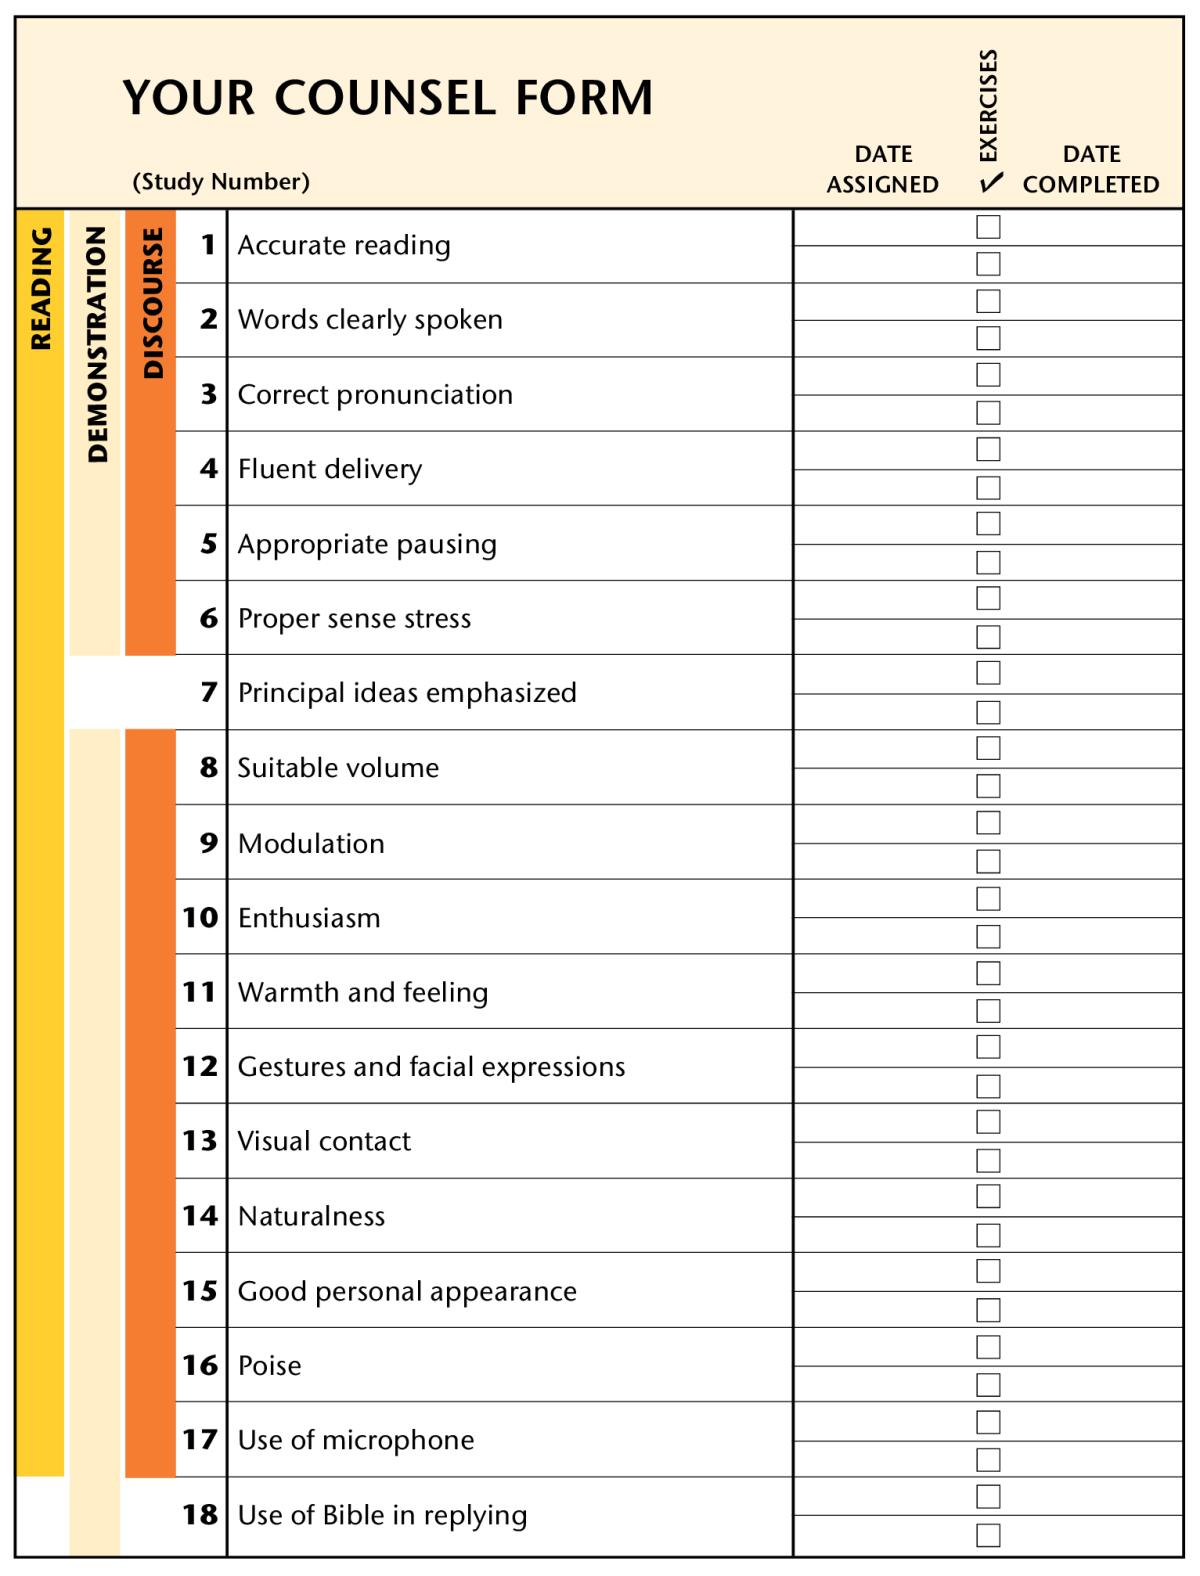 YOUR COUNSEL FORM
(Study Number)
DATE ASSIGNED
✓ EXERCISES
DATE COMPLETED
READING
DEMONSTRATION
DISCOURSE
1 Accurate reading
2 Words clearly spoken
3 Correct pronunciation
4 Fluent delivery
5 Appropriate pausing
6 Proper sense stress
7 Principal ideas emphasized
8 Suitable volume
9 Modulation
10 Enthusiasm
11 Warmth and feeling
12 Gestures and facial expressions
13 Visual contact
14 Naturalness
15 Good personal appearance
16 Poise
17 Use of microphone
18 Use of Bible in replying